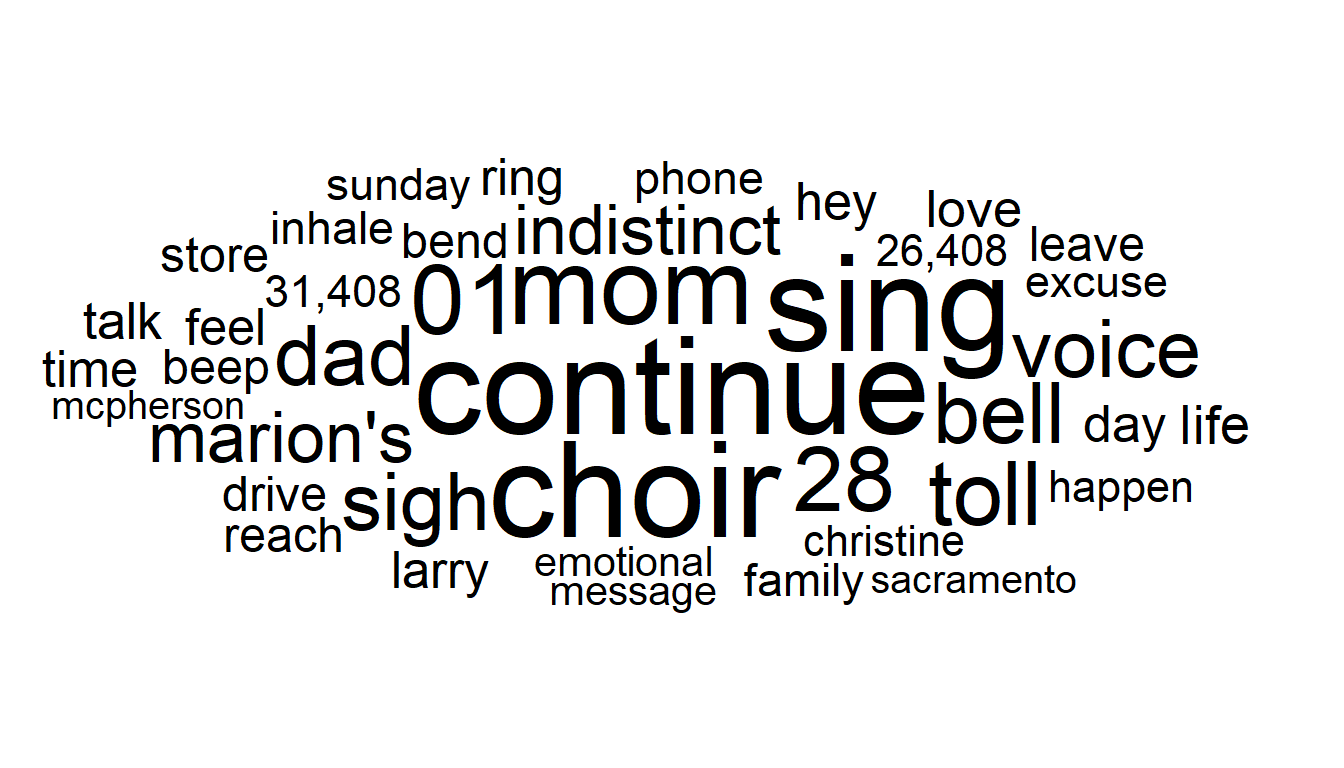 sunday ring phone hey love
inhale bend indistinct 26,408 leave
store 31,408 01 mom sing excuse
talk feel dad continue voice
time beep
mcpherson marion's bell day life
drive sigh choir 28 toll happen
reach larry emotional christine
message family sacramento